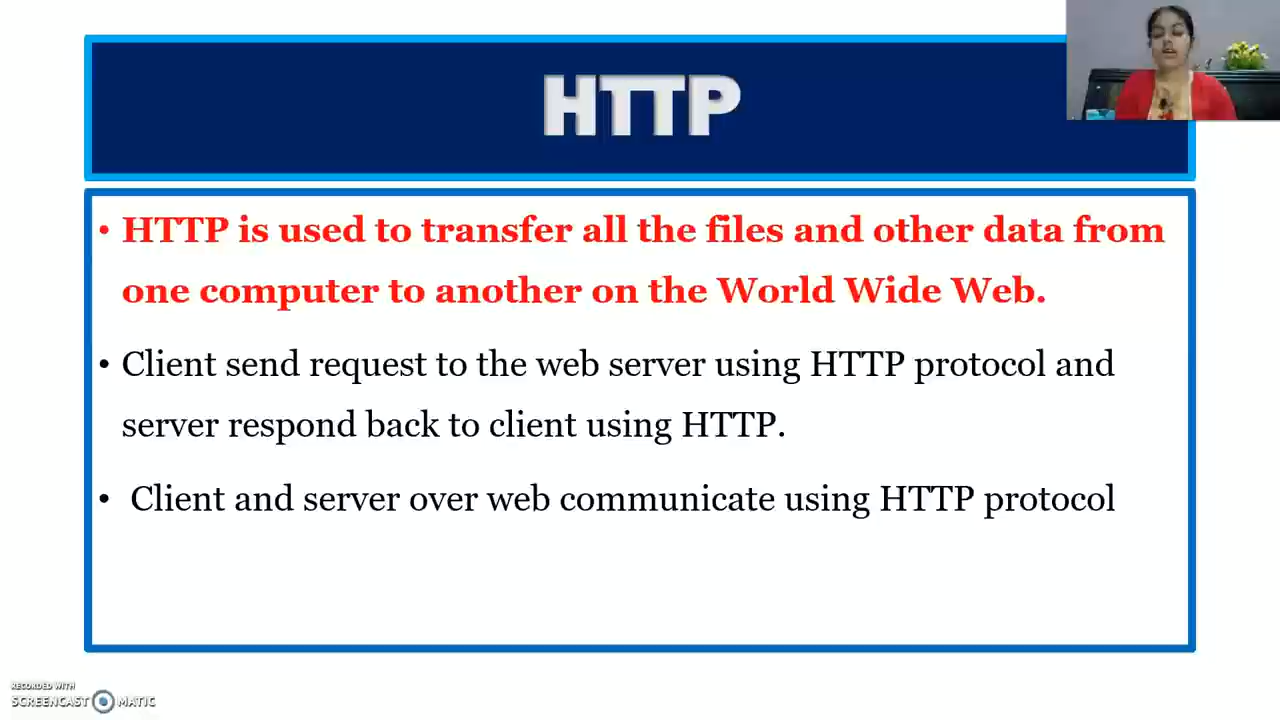 HTTP
• HTTP is used to transfer all the files and other data from
one computer to another on the World Wide Web.
• Client send request to the web server using HTTP protocol and
server respond back to client using HTTP.
• Client and server over web communicate using HTTP protocol
RECORDED WITH
SCREENCAST MATIC